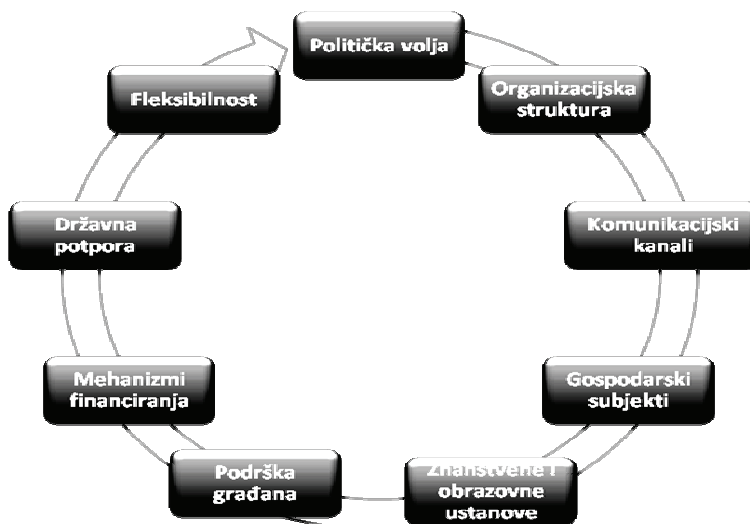 Politička volja
Organizacijska
struktura
Komunikacijski
kanali
Gospodarski
subjekti
Znanstvene i
obrazovne
ustanove
Podrška
građana
Mehanizmi
financiranja
Državna
potpora
Fleksibilnost